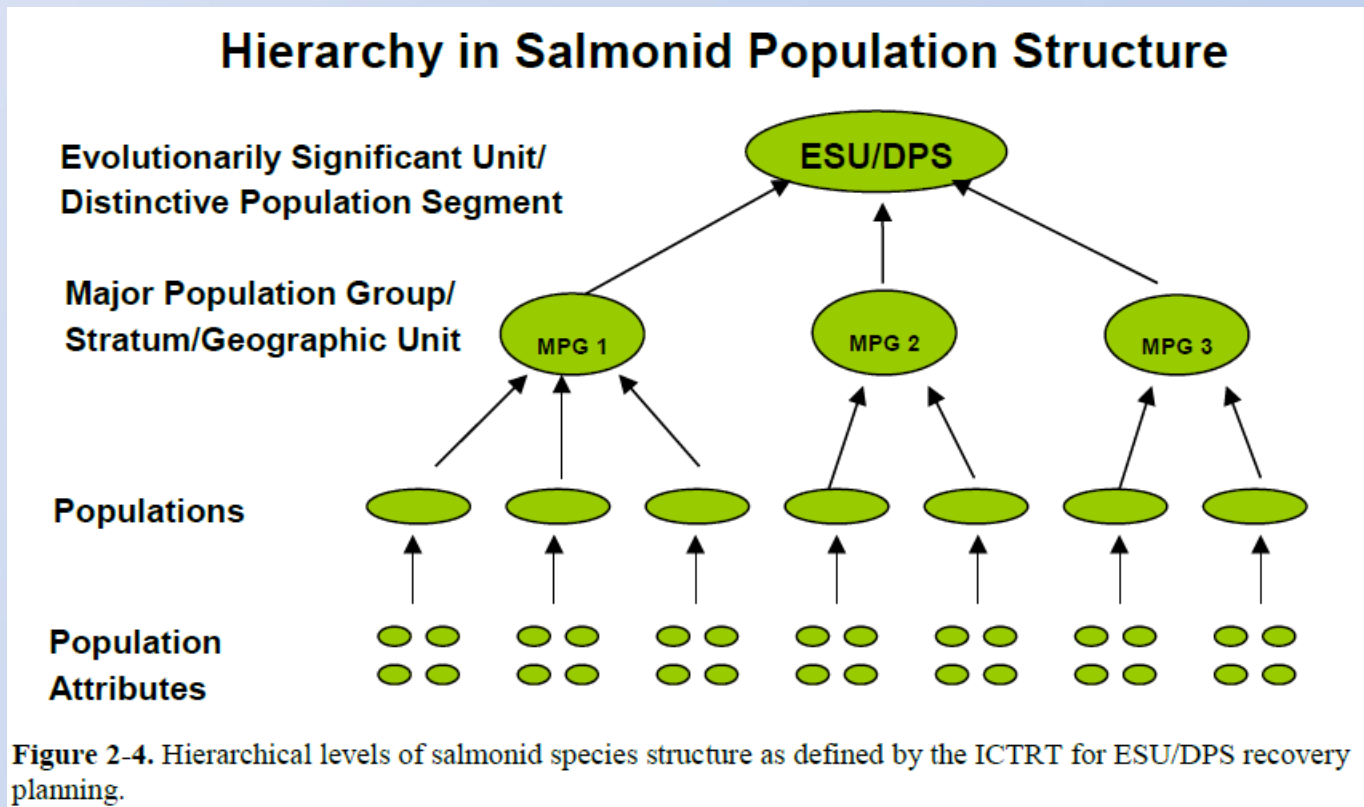 Hierarchy in Salmonid Population Structure
Evolutionarily Significant Unit/
Distinctive Population Segment
ESU/DPS
Major Population Group/
Stratum/Geographic Unit
MPG 1
MPG 2
MPG 3
Populations
Population
Attributes
Figure 2-4. Hierarchical levels of salmonid species structure as defined by the ICTRT for ESU/DPS recovery
planning.